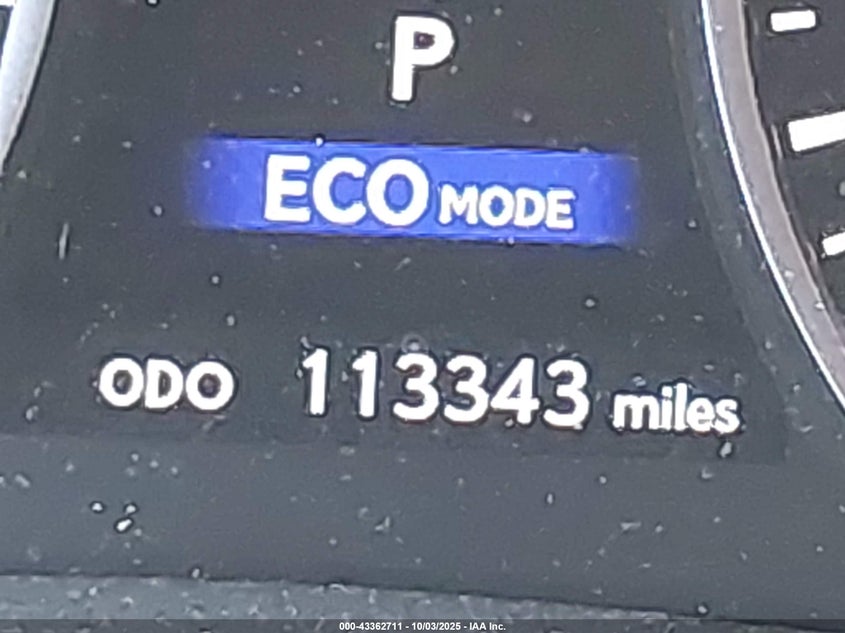 P
ECO MODE
ODO 113343 miles
000-43362711 - 10/03/2025 - IAA Inc.